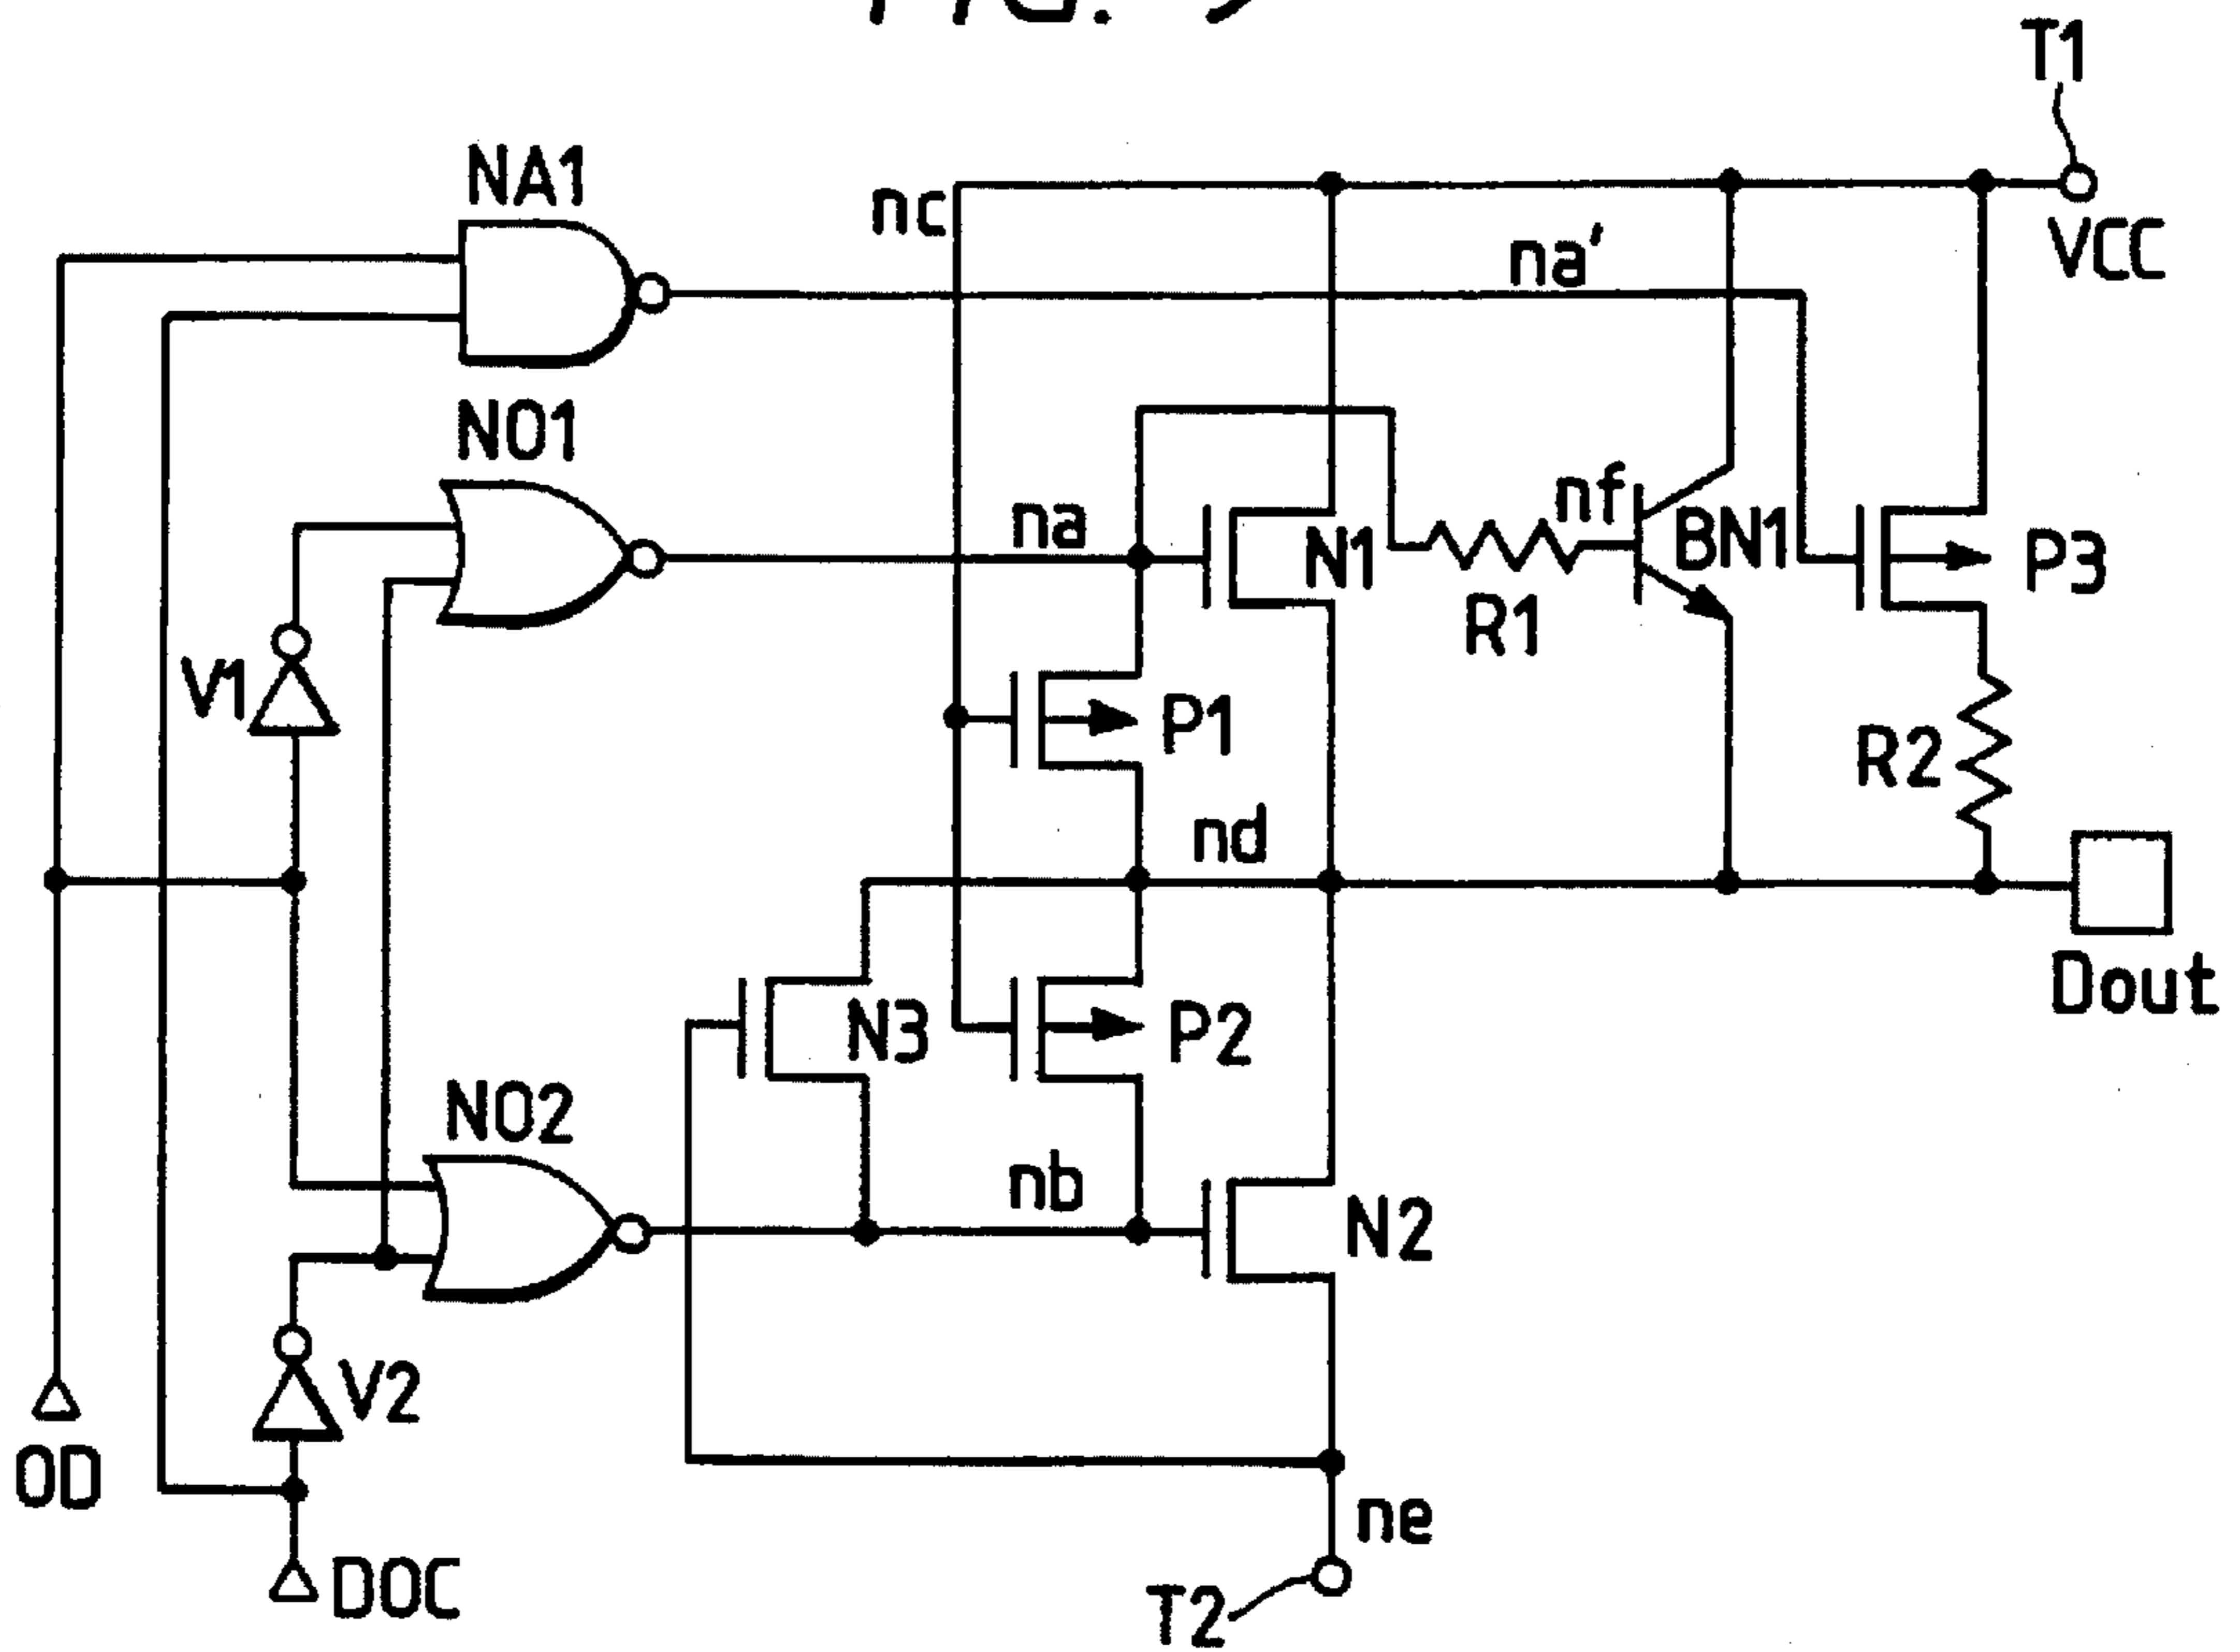 T1
NA1
nc
na'
VCC
NO1
na
N1
nf
BN1
P3
R1
V1
P1
R2
nd
Dout
N3
P2
NO2
nb
N2
V2
OD
ne
DOC
T2